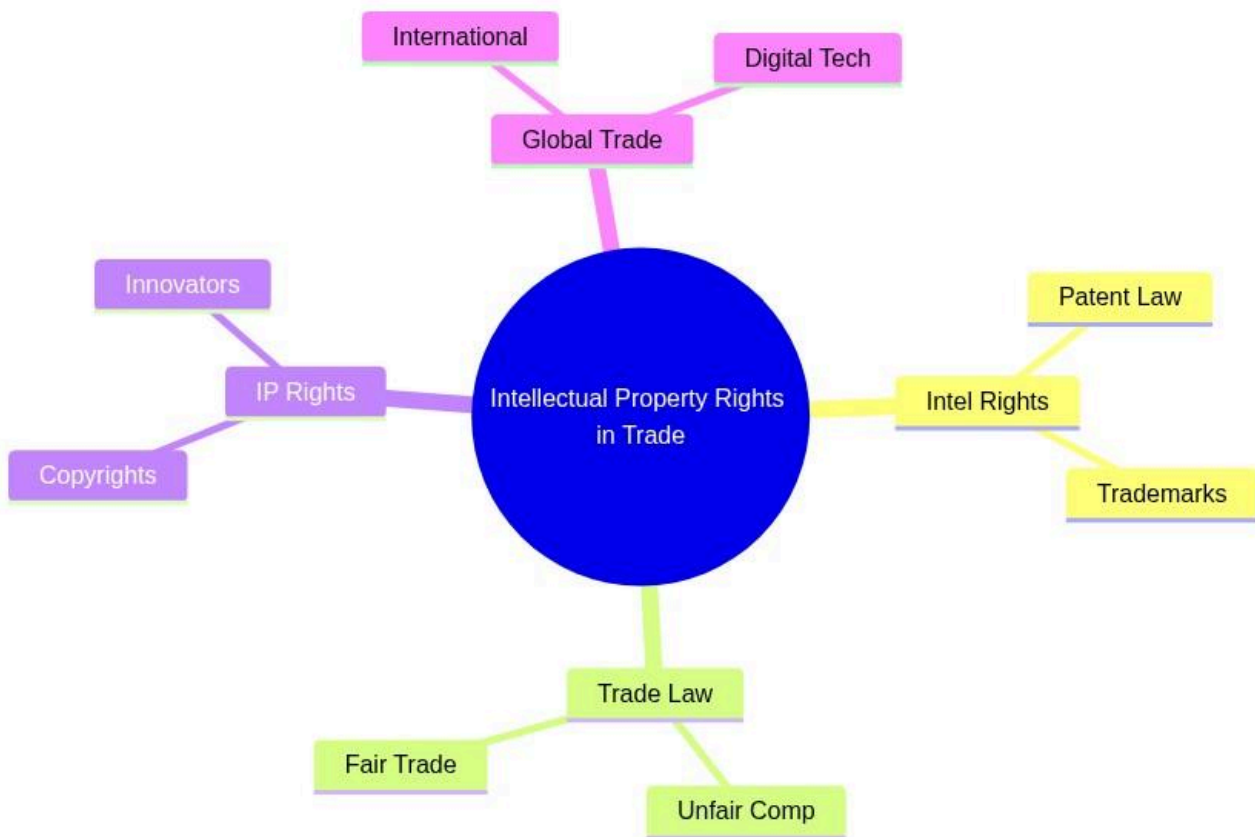 International
Digital Tech
Global Trade
Innovators
Patent Law
IP Rights
Intellectual Property Rights
in Trade
Intel Rights
Copyrights
Trademarks
Trade Law
Fair Trade
Unfair Comp